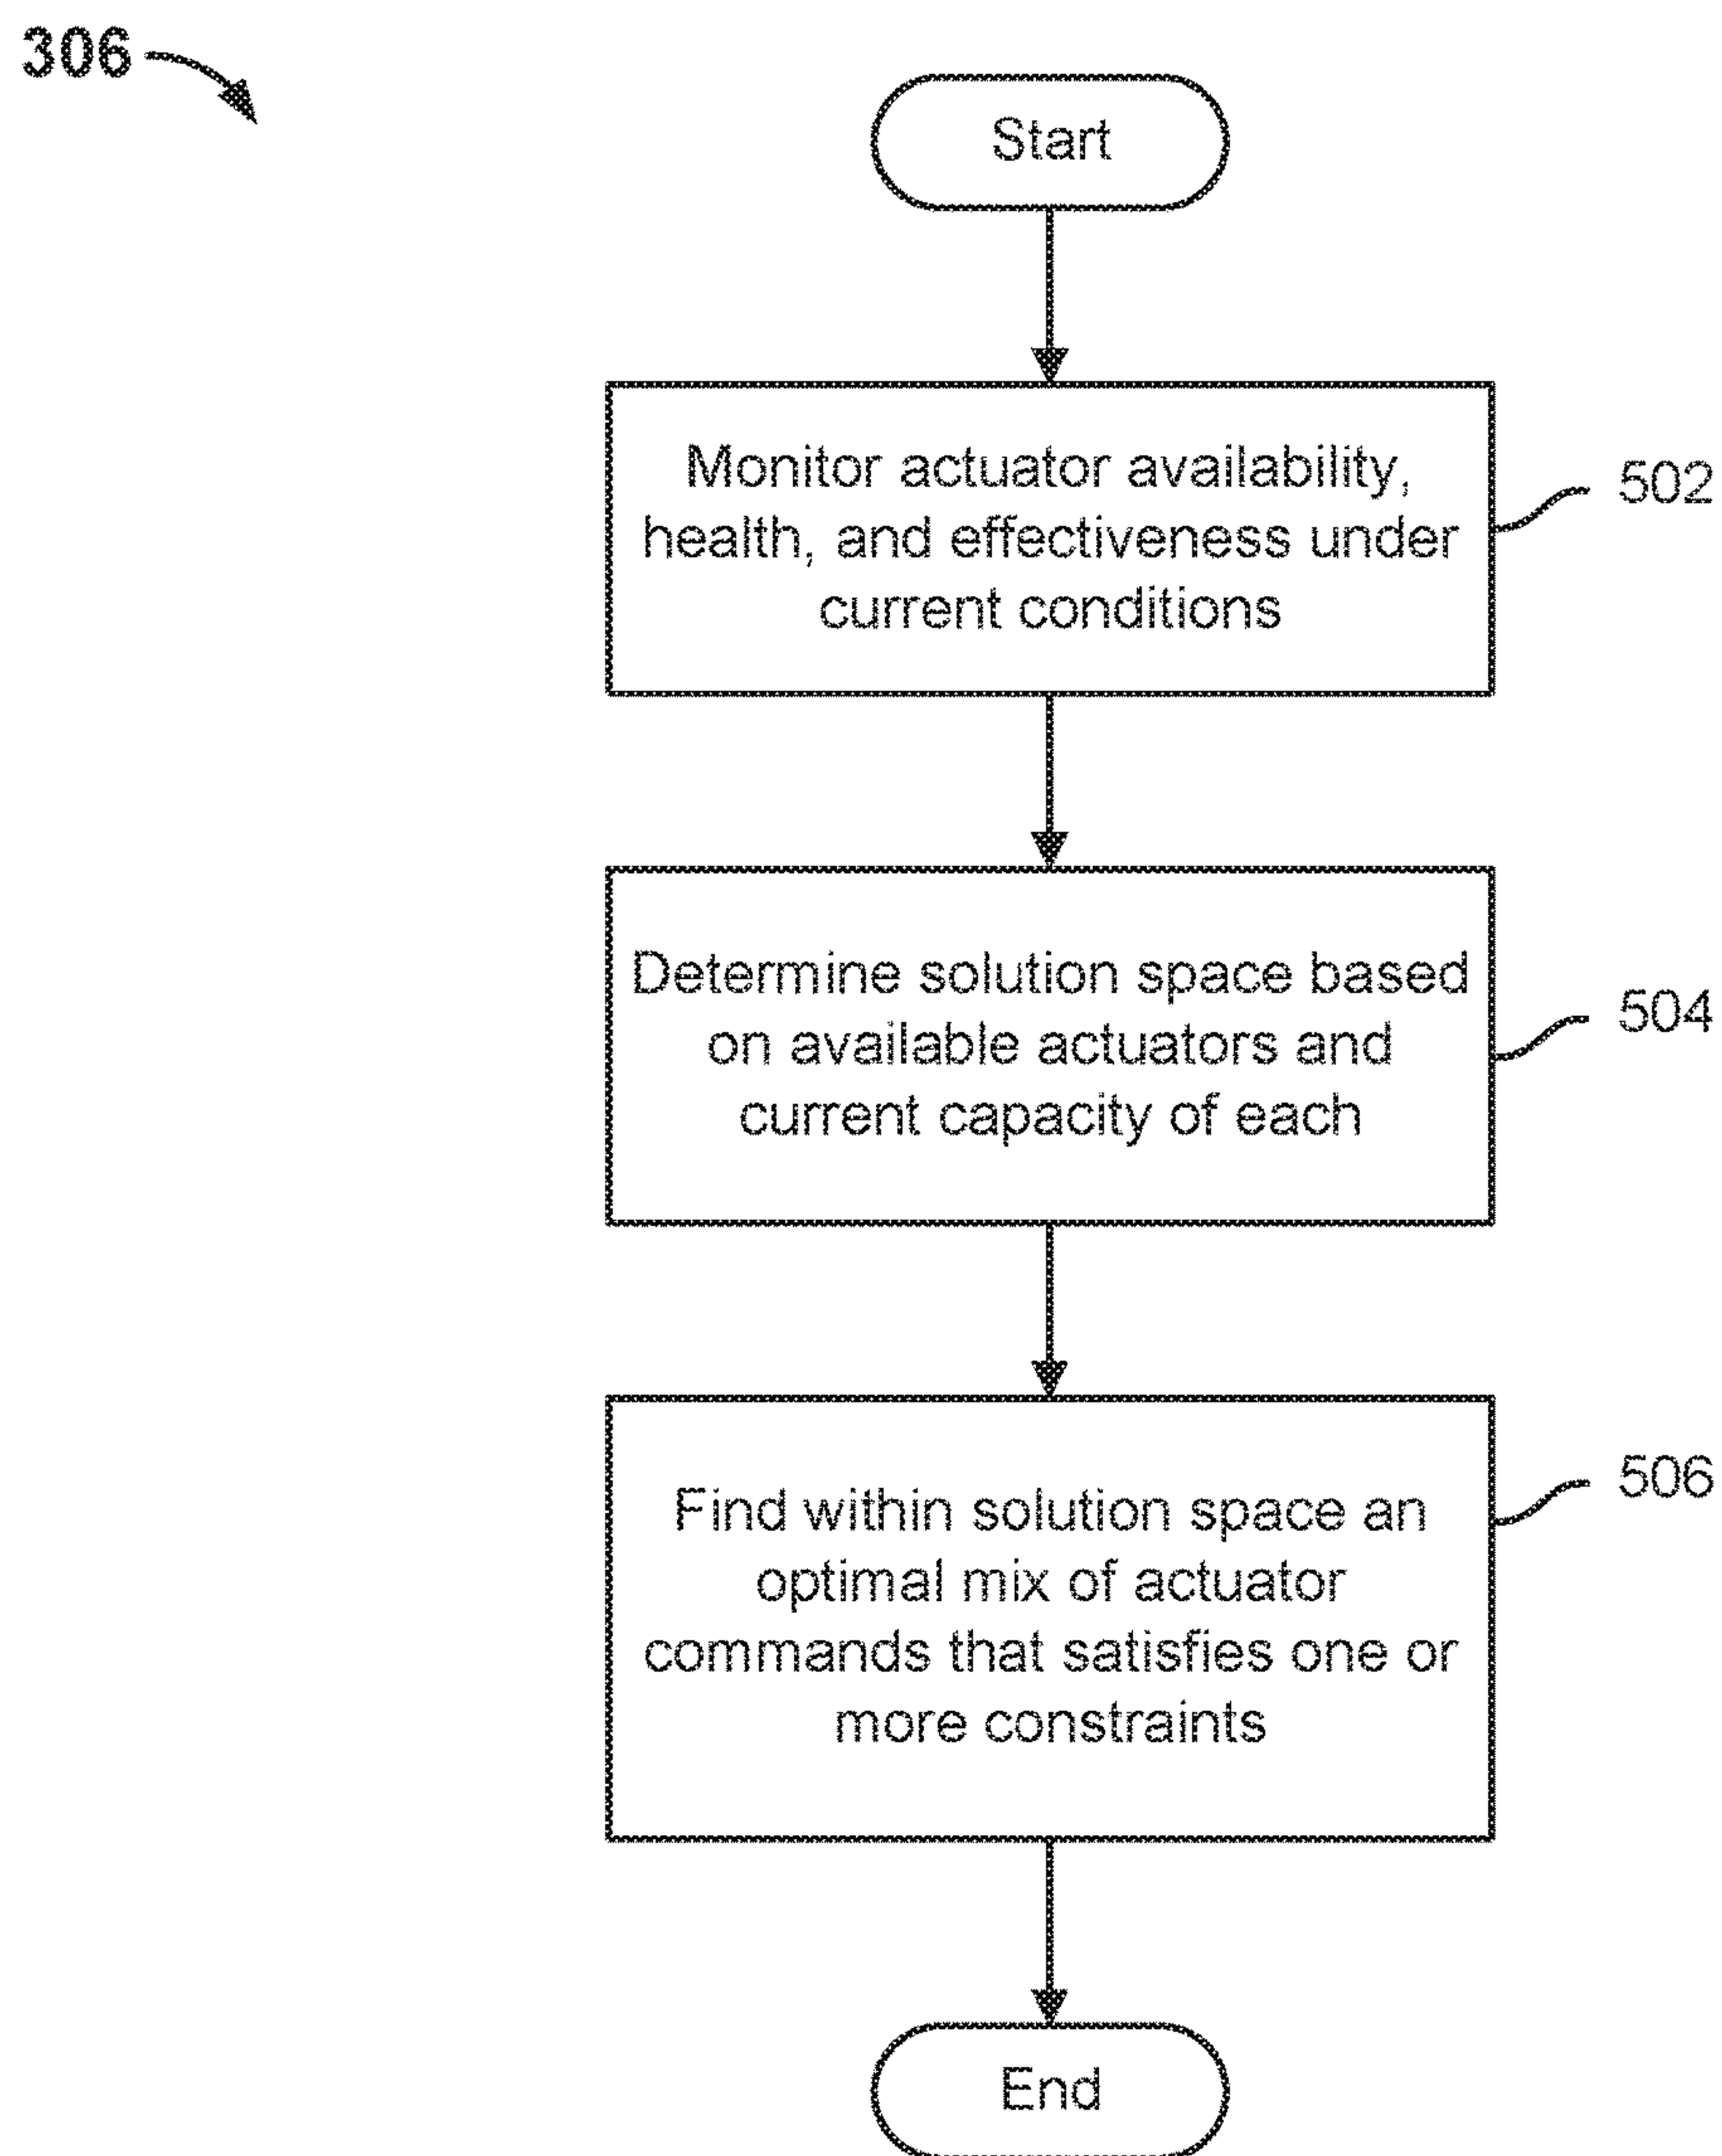 306
Start
Monitor actuator availability,
health, and effectiveness under
current conditions
502
Determine solution space based
on available actuators and
current capacity of each
504
Find within solution space an
optimal mix of actuator
commands that satisfies one or
more constraints
506
End